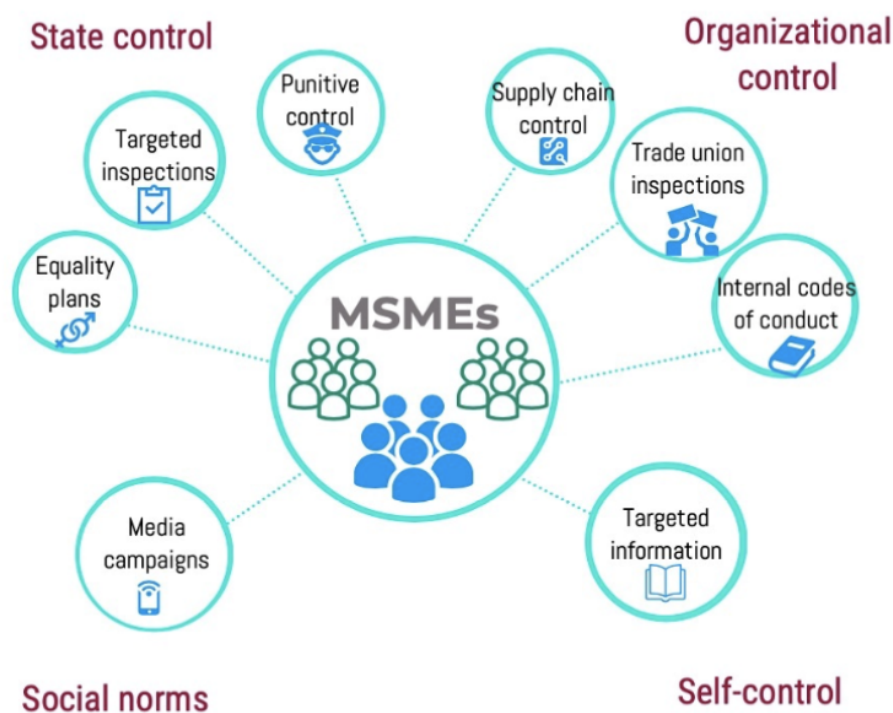 State control
Organizational
control
Punitive
control
Supply chain
control
Targeted
inspections
Trade union
inspections
Equality
plans
Internal codes
of conduct
MSMEs
Media
campaigns
Targeted
information
Social norms
Self-control